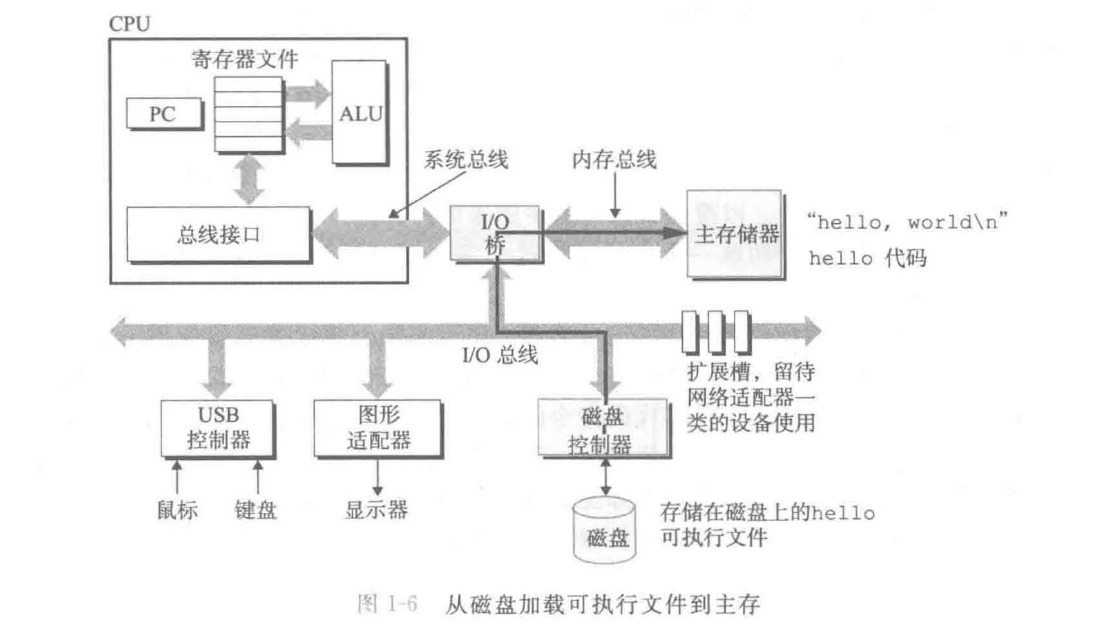 CPU
寄存器文件
PC
ALU
系统总线
内存总线
总线接口
I/O
桥
主存储器
“hello, world\n”
hello 代码
I/O 总线
扩展槽，留待
网络适配器一
类的设备使用
USB
控制器
图形
适配器
磁盘
控制器
鼠标
键盘
显示器
磁盘
存储在磁盘上的hello
可执行文件
图 1-6 从磁盘加载可执行文件到主存